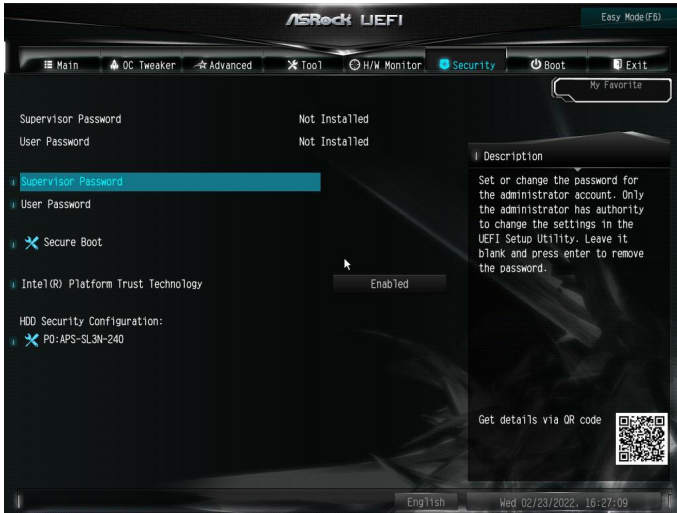 ASRock UEFI
Easy Mode(F6)
Main OC Tweaker Advanced Tool H/W Monitor Security Boot Exit
My Favorite
Supervisor Password Not Installed
User Password Not Installed
Supervisor Password
User Password
Secure Boot
Intel(R) Platform Trust Technology Enabled
HDD Security Configuration:
P0:APS-SL3N-240
Description
Set or change the password for
the administrator account. Only
the administrator has authority
to change the settings in the
UEFI Setup Utility. Leave it
blank and press enter to remove
the password.
Get details via QR code
English Wed 02/23/2022. 16:27:09